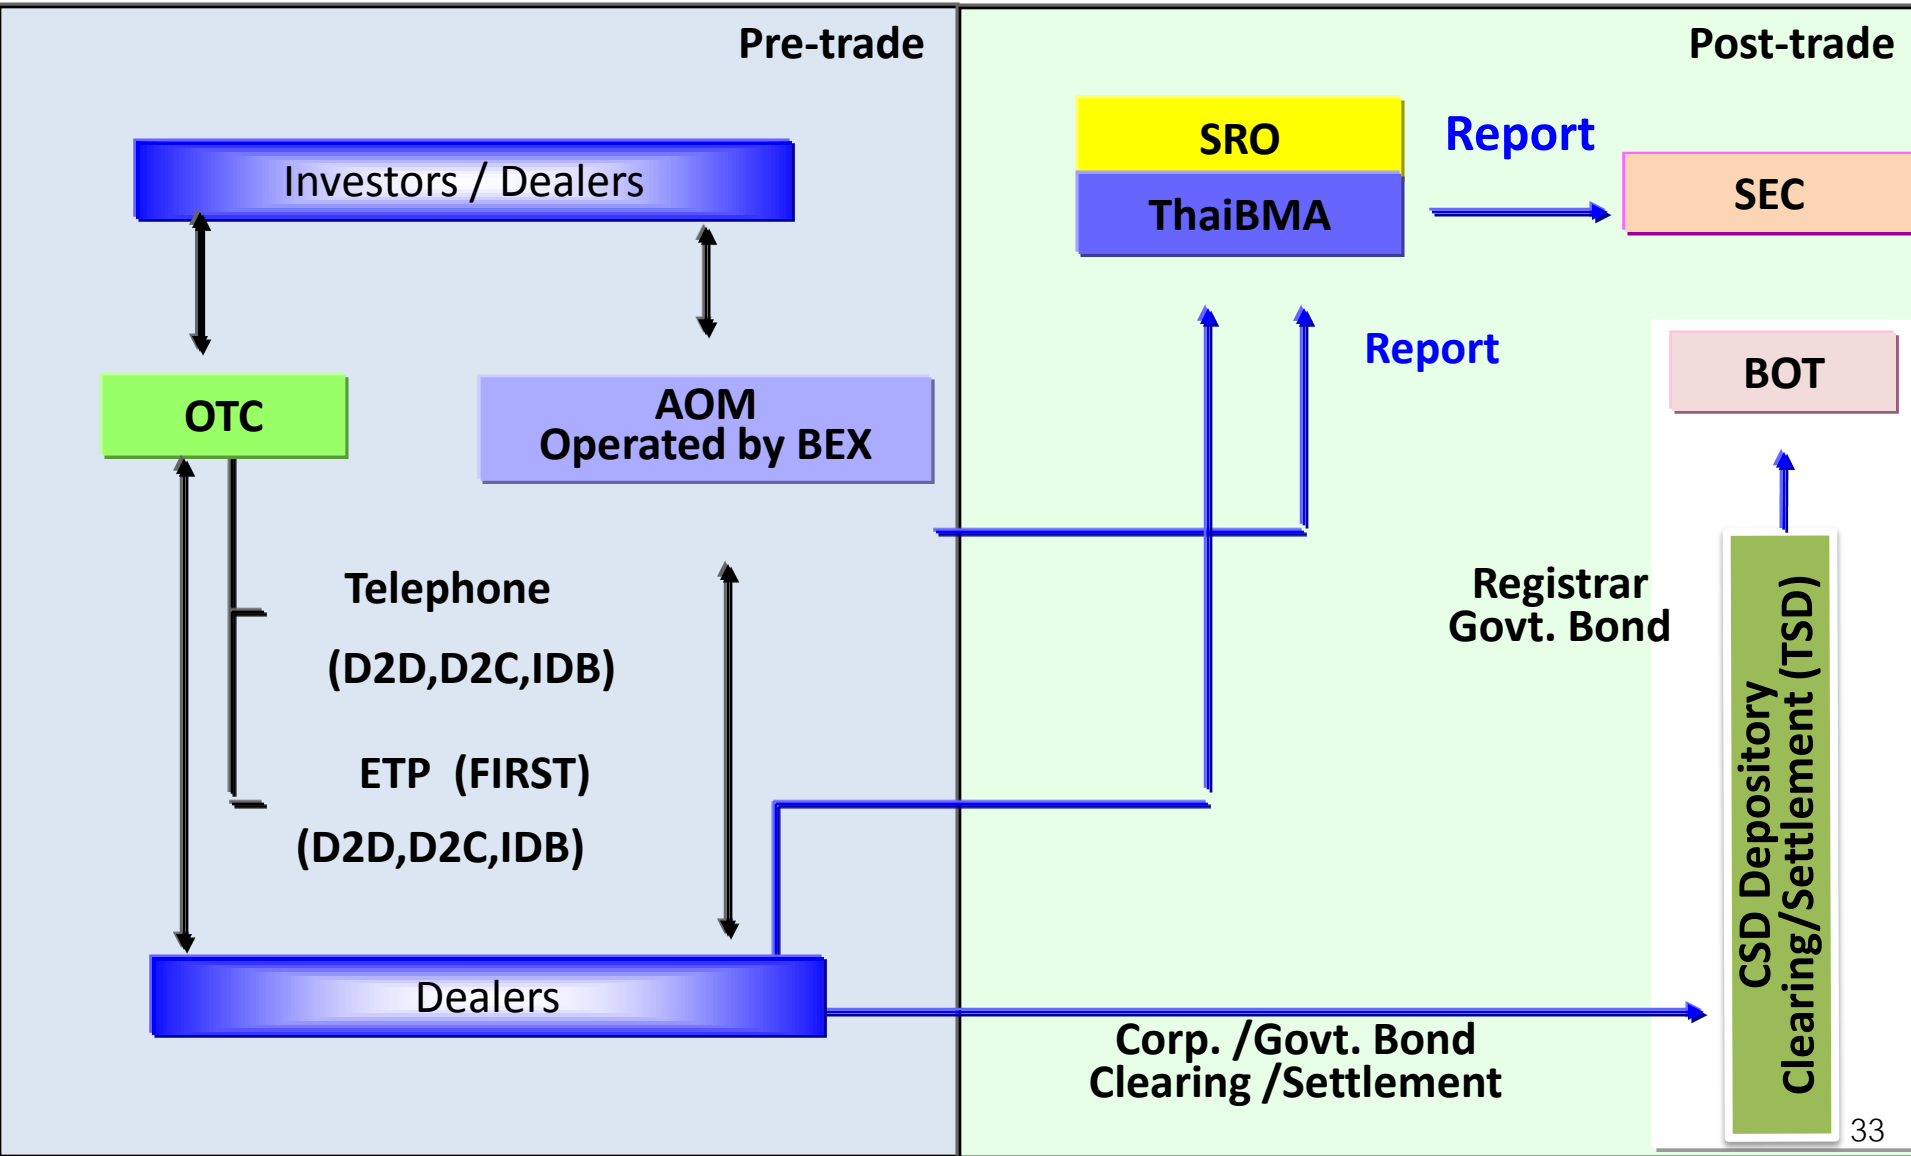 Pre-trade
Investors / Dealers
OTC
AOM
Operated by BEX
Telephone
(D2D,D2C,IDB)
ETP (FIRST)
(D2D,D2C,IDB)
Dealers
Post-trade
SRO
ThaiBMA
Report
SEC
Report
BOT
Registrar
Govt. Bond
CSD Depository
Clearing/Settlement (TSD)
Corp. /Govt. Bond
Clearing /Settlement
33